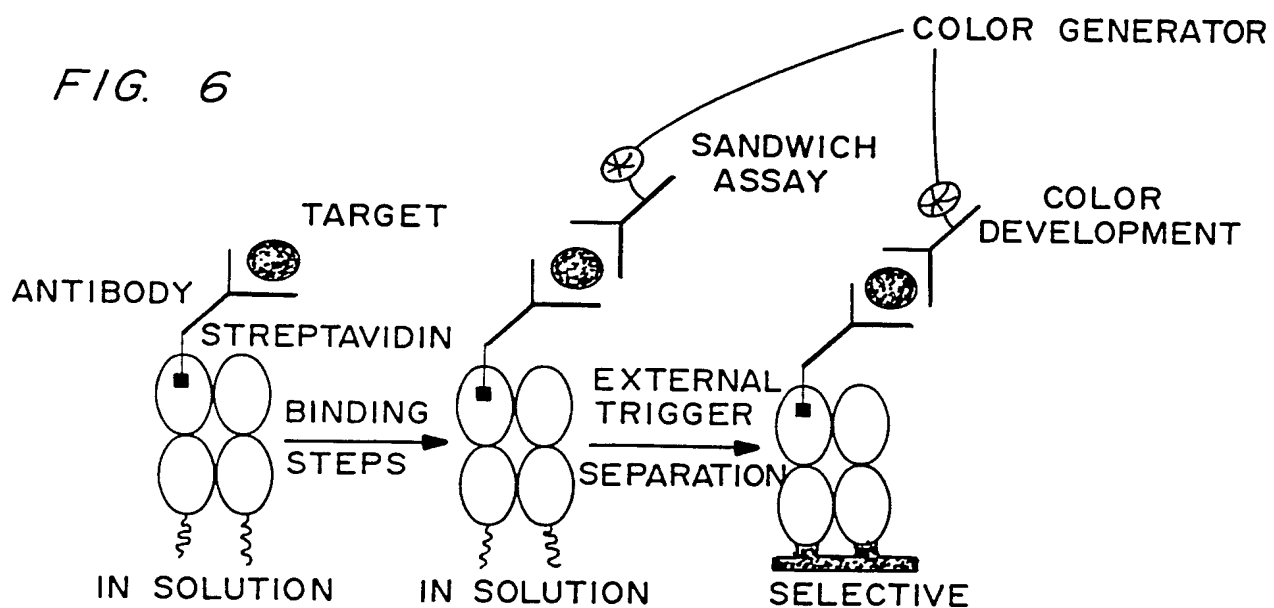 COLOR GENERATOR
FIG. 6
SANDWICH
ASSAY
COLOR
DEVELOPMENT
TARGET
ANTIBODY
STREPTAVIDIN
BINDING
STEPS
EXTERNAL
TRIGGER
SEPARATION
IN SOLUTION
IN SOLUTION
SELECTIVE